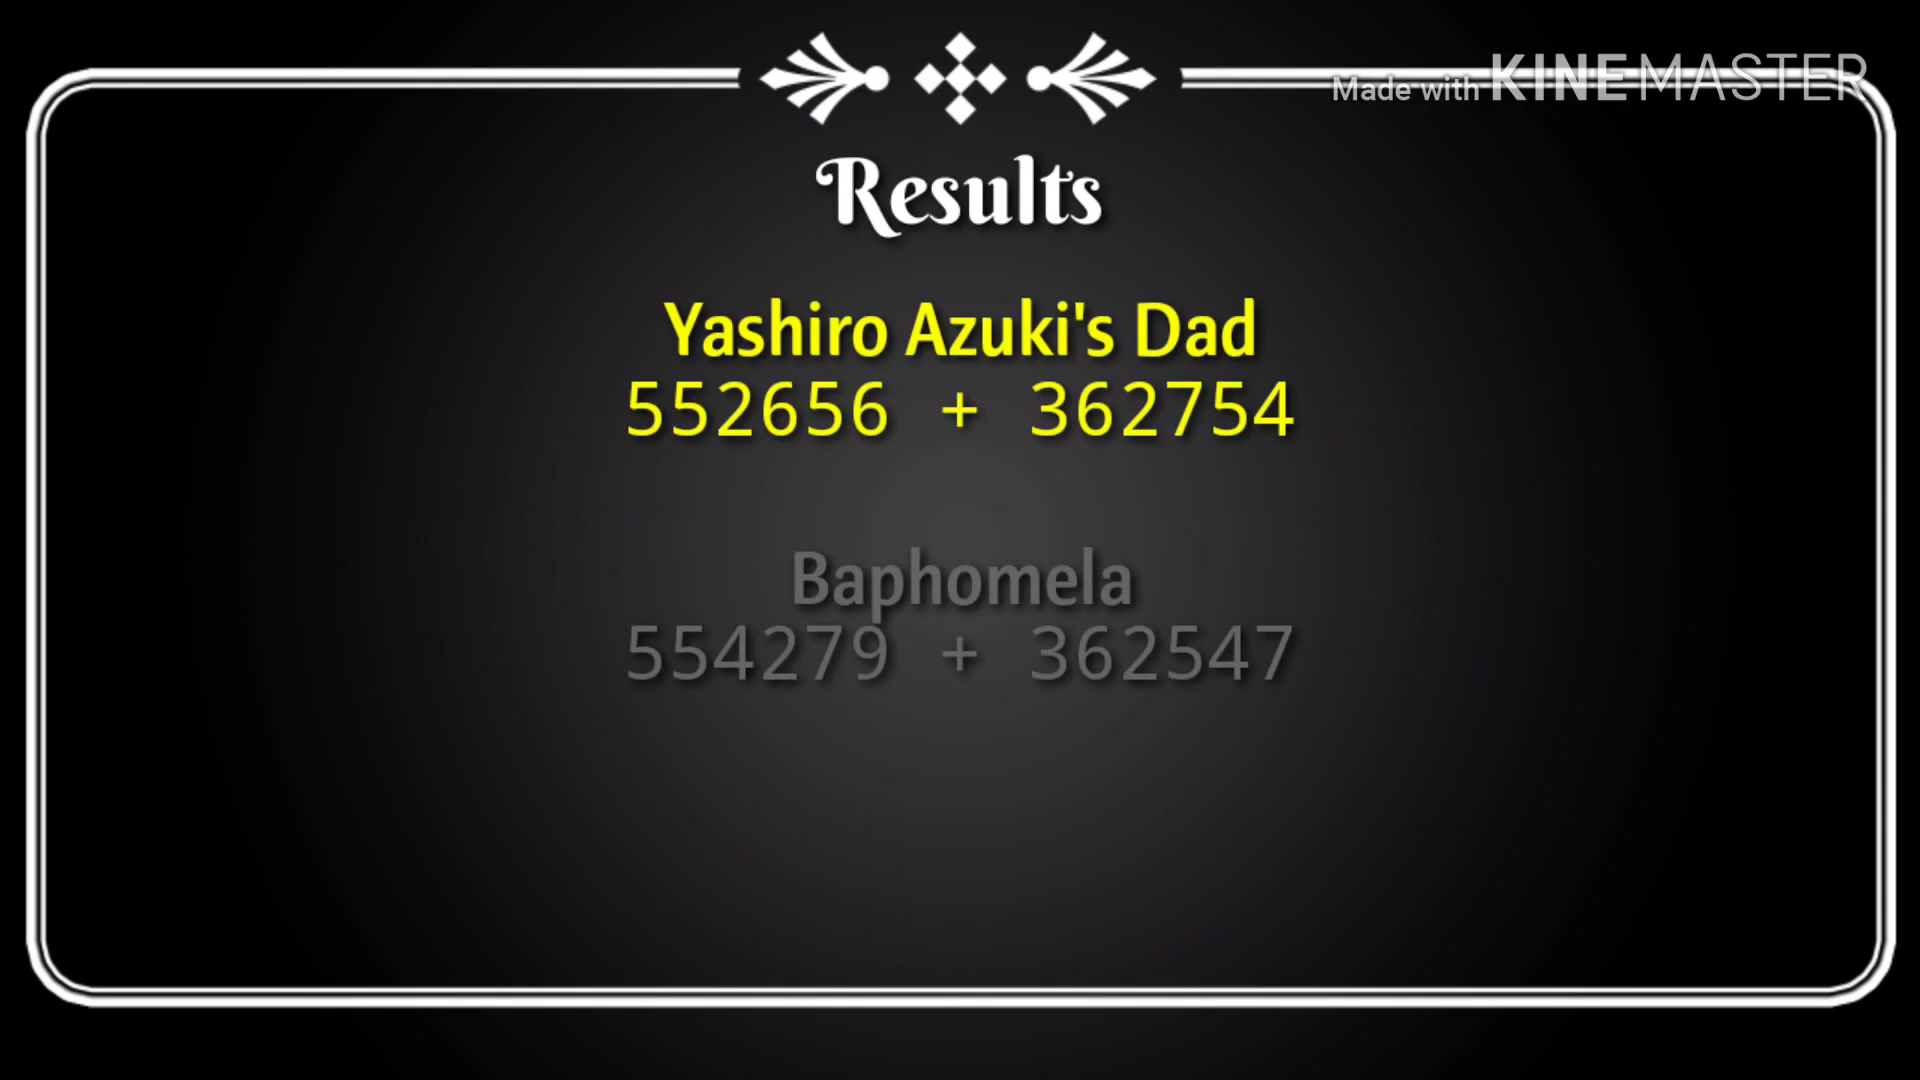 Made with KINEMASTER
Results
Yashiro Azuki's Dad
552656 + 362754
Baphomela
554279 + 362547